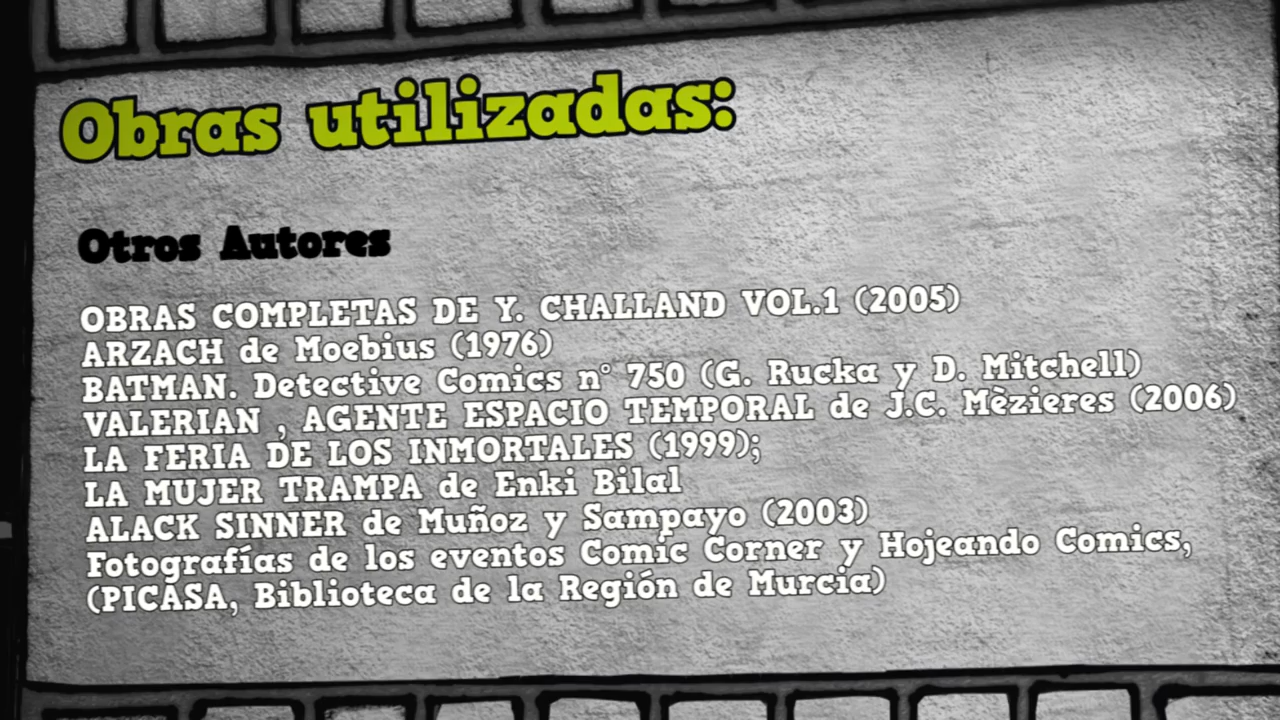 Obras utilizadas:
Otros Autores
OBRAS COMPLETAS DE Y. CHALLAND VOL.1 (2005)
ARZACH de Moebius (1976)
BATMAN. Detective Comics nº 750 (G. Rucka y D. Mitchell)
VALERIAN , AGENTE ESPACIO TEMPORAL de J.C. Mèzieres (2006)
LA FERIA DE LOS INMORTALES (1999);
LA MUJER TRAMPA de Enki Bilal
ALACK SINNER de Muñoz y Sampayo (2003)
Fotografías de los eventos Comic Corner y Hojeando Comics,
(PICASA, Biblioteca de la Región de Murcia)